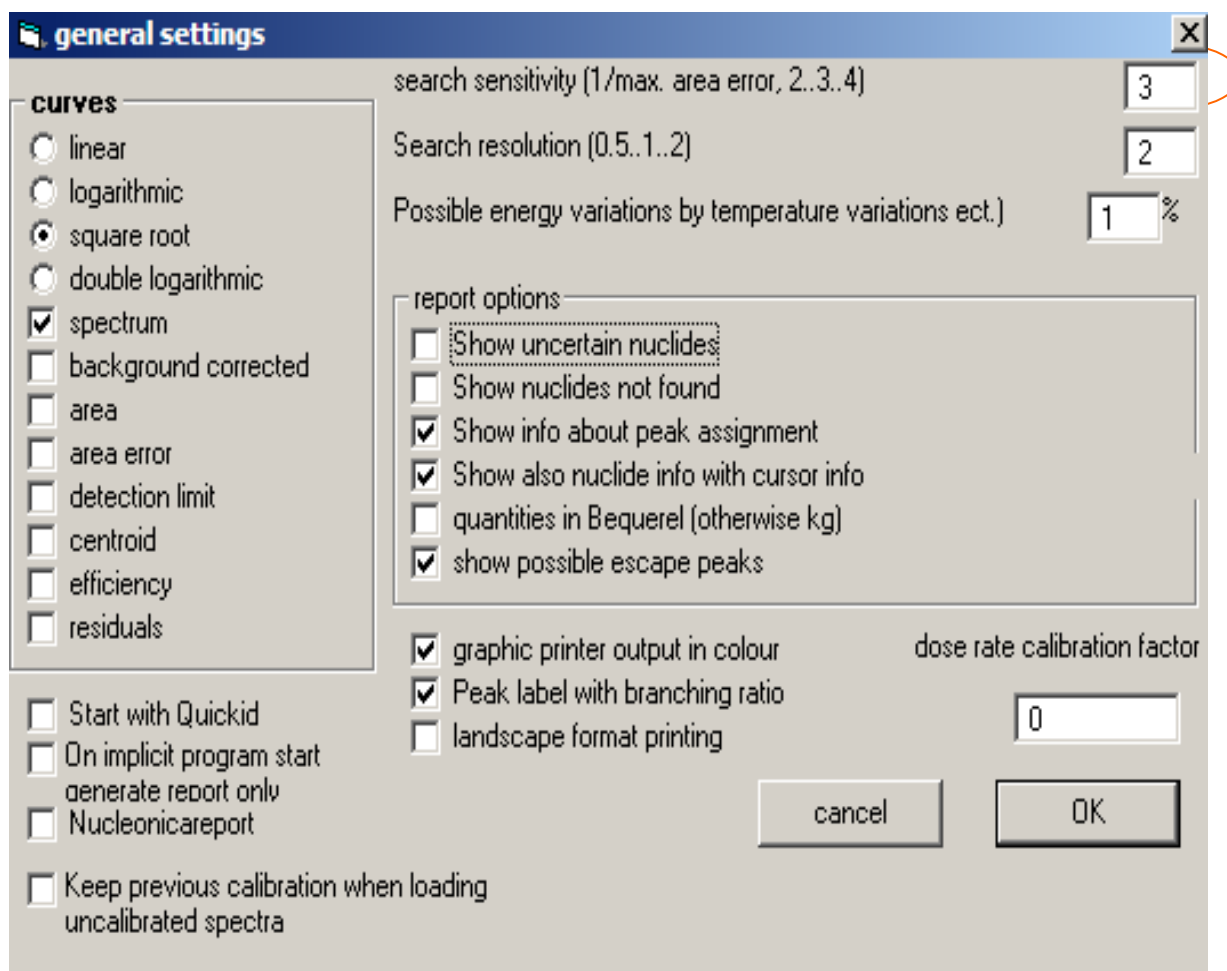 general settings
search sensitivity (1/max. area error, 2..3..4)
3
Search resolution (0.5..1..2)
2
Possible energy variations by temperature variations ect.)
1
%
curves
linear
logarithmic
square root
double logarithmic
spectrum
background corrected
area
area error
detection limit
centroid
efficiency
residuals
report options
Show uncertain nuclides
Show nuclides not found
Show info about peak assignment
Show also nuclide info with cursor info
quantities in Bequerel (otherwise kg)
show possible escape peaks
graphic printer output in colour
Peak label with branching ratio
landscape format printing
dose rate calibration factor
0
Start with Quickid
On implicit program start
generate report only
Nucleonicareport
Keep previous calibration when loading
uncalibrated spectra
cancel
OK